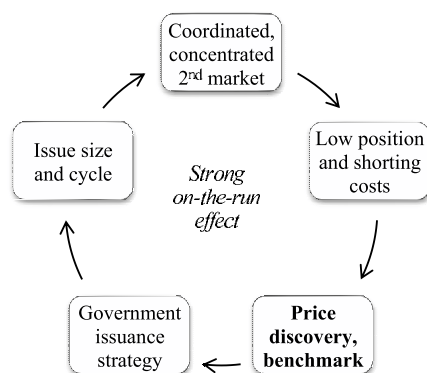 Coordinated,
concentrated
2nd market
Low position
and shorting
costs
Price
discovery,
benchmark
Government
issuance
strategy
Issue size
and cycle
Strong
on-the-run
effect